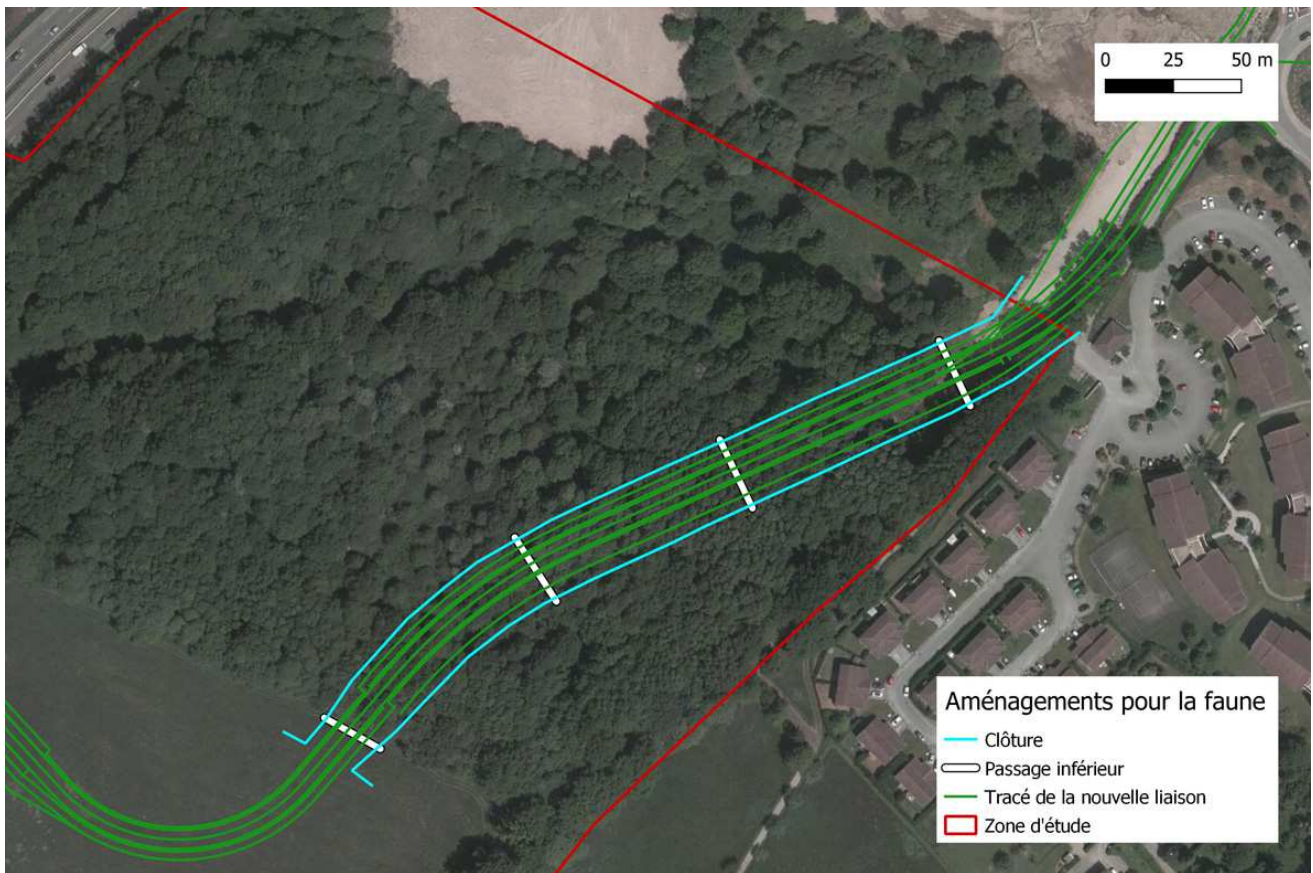 0 25 50 m
Aménagements pour la faune
Clôture
Passage inférieur
Tracé de la nouvelle liaison
Zone d'étude